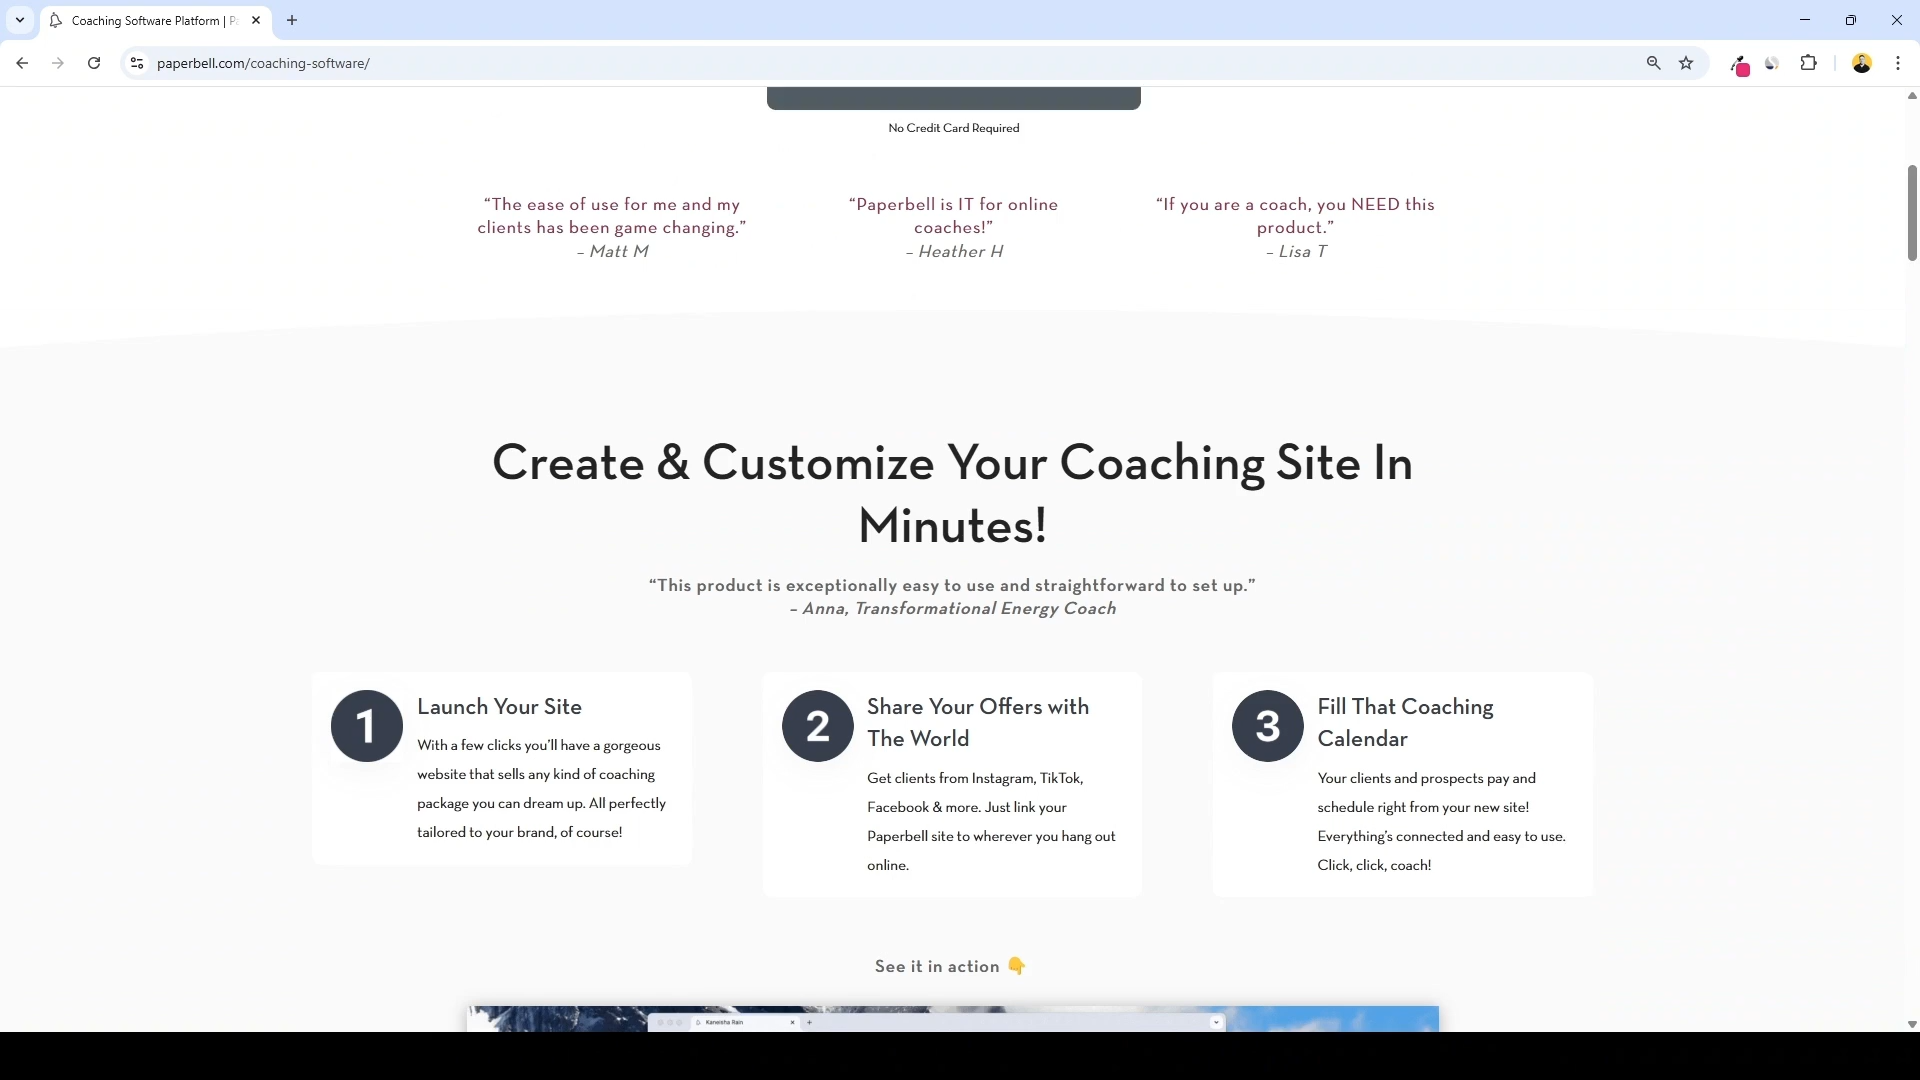 Coaching Software Platform | Pa
paperbell.com/coaching-software/
No Credit Card Required
“The ease of use for me and my
clients has been game changing.”
– Matt M
“Paperbell is IT for online
coaches!”
– Heather H
“If you are a coach, you NEED this
product.”
– Lisa T
Create & Customize Your Coaching Site In
Minutes!
“This product is exceptionally easy to use and straightforward to set up.”
– Anna, Transformational Energy Coach
1
Launch Your Site
With a few clicks you’ll have a gorgeous
website that sells any kind of coaching
package you can dream up. All perfectly
tailored to your brand, of course!
2
Share Your Offers with
The World
Get clients from Instagram, TikTok,
Facebook & more. Just link your
Paperbell site to wherever you hang out
online.
3
Fill That Coaching
Calendar
Your clients and prospects pay and
schedule right from your new site!
Everything’s connected and easy to use.
Click, click, coach!
See it in action 👇
Kaneisha Rain